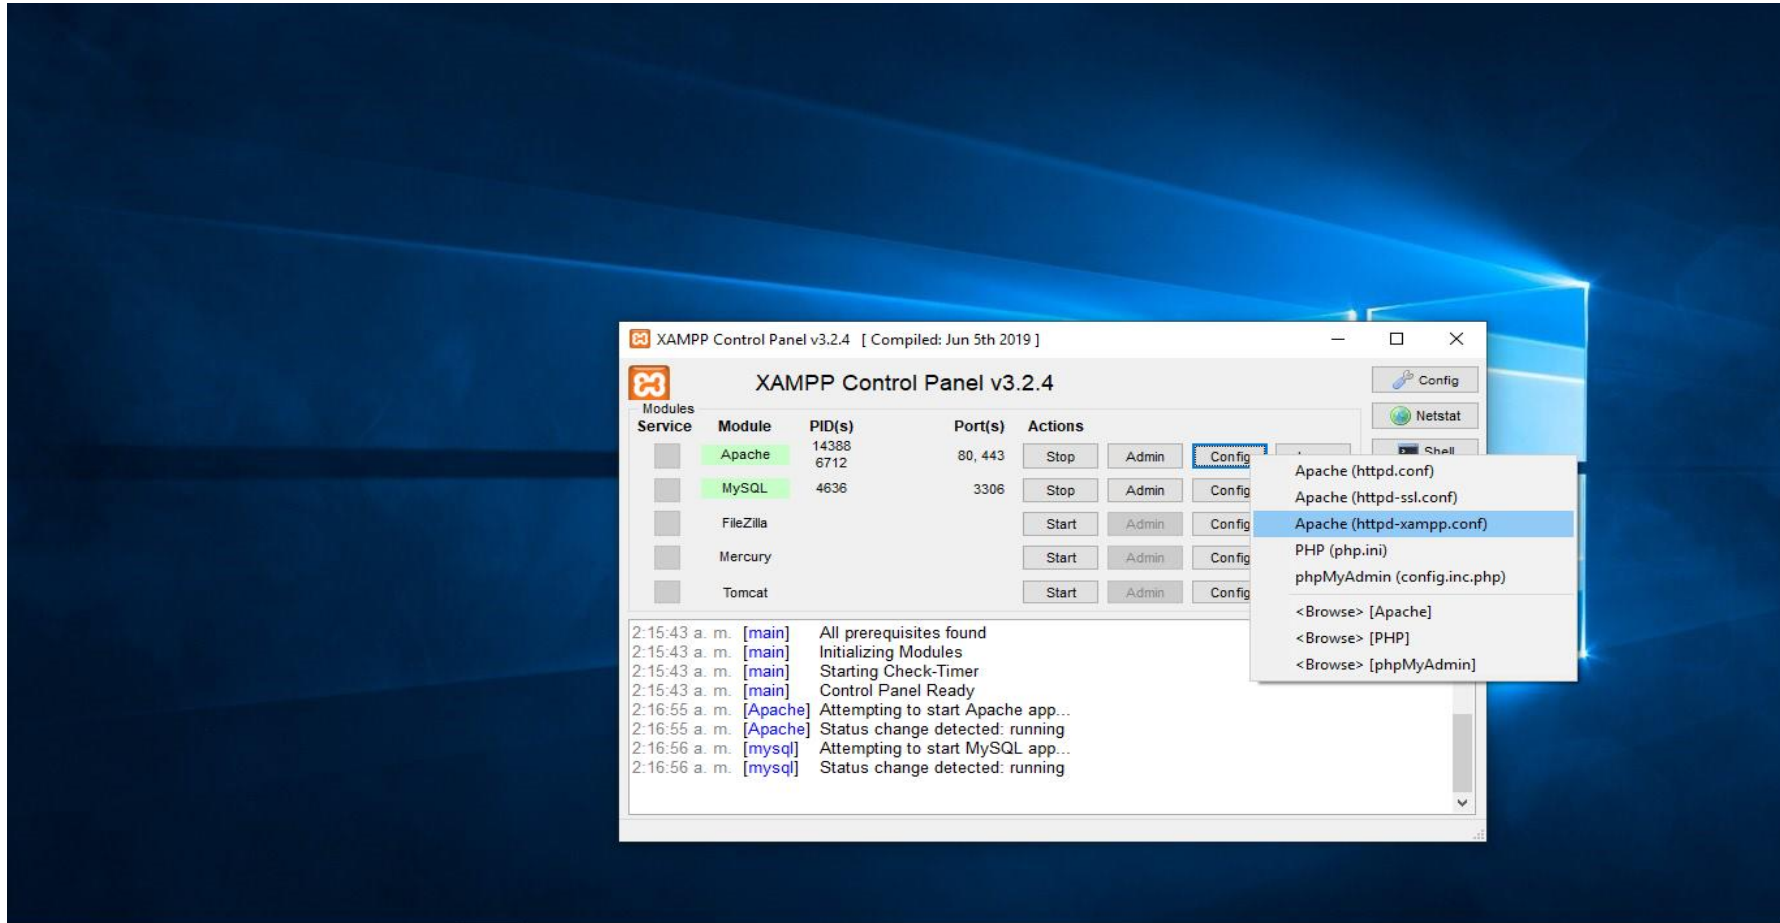 XAMPP Control Panel v3.2.4 [ Compiled: Jun 5th 2019 ]
XAMPP Control Panel v3.2.4
Config
Modules
Netstat
Service Module PID(s) Port(s) Actions
Shell
Apache 14388 6712 80, 443 Stop Admin Config
MySQL 4636 3306 Stop Admin Config
FileZilla Start Admin Config
Mercury Start Admin Config
Tomcat Start Admin Config
Apache (httpd.conf)
Apache (httpd-ssl.conf)
Apache (httpd-xampp.conf)
PHP (php.ini)
phpMyAdmin (config.inc.php)
<Browse> [Apache]
<Browse> [PHP]
<Browse> [phpMyAdmin]
2:15:43 a. m. [main] All prerequisites found
2:15:43 a. m. [main] Initializing Modules
2:15:43 a. m. [main] Starting Check-Timer
2:15:43 a. m. [main] Control Panel Ready
2:16:55 a. m. [Apache] Attempting to start Apache app...
2:16:55 a. m. [Apache] Status change detected: running
2:16:56 a. m. [mysql] Attempting to start MySQL app...
2:16:56 a. m. [mysql] Status change detected: running